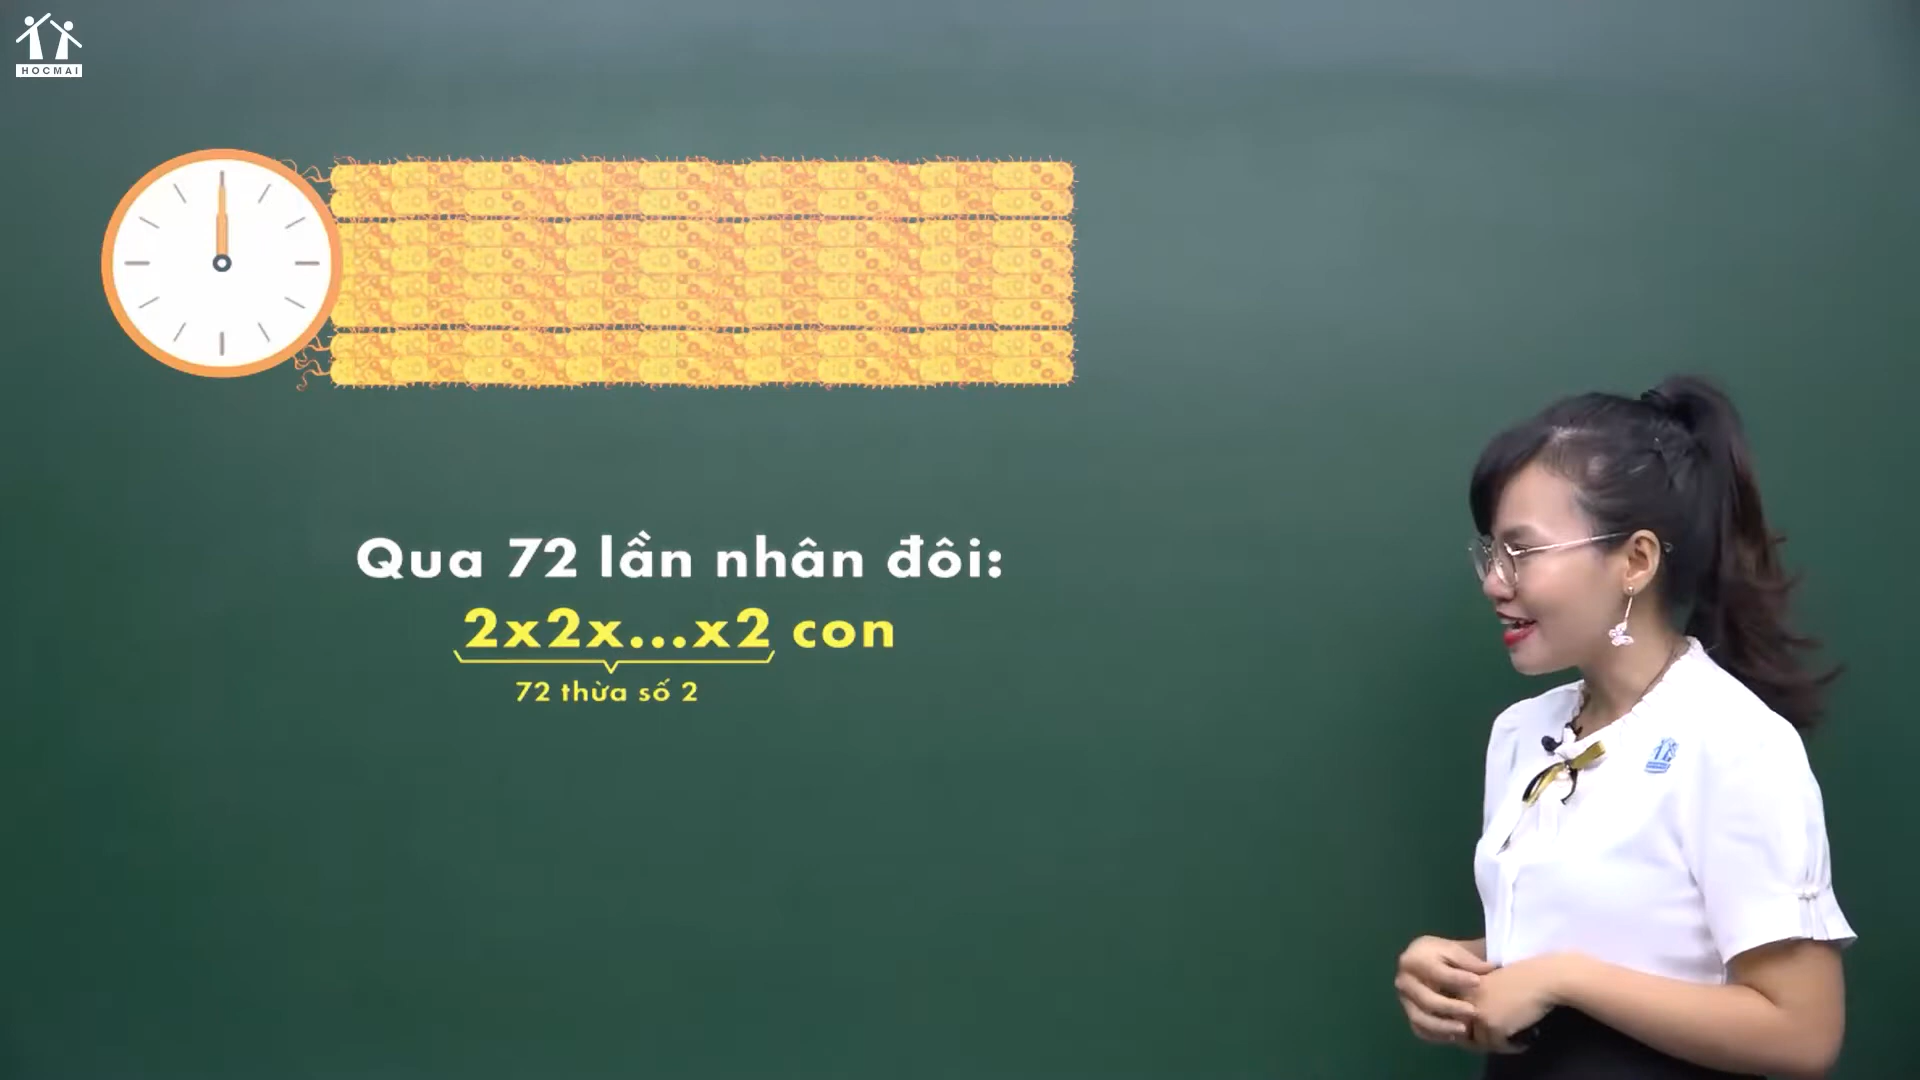 HOCMAI
Qua 72 lần nhân đôi:
2x2x...x2 con
72 thừa số 2